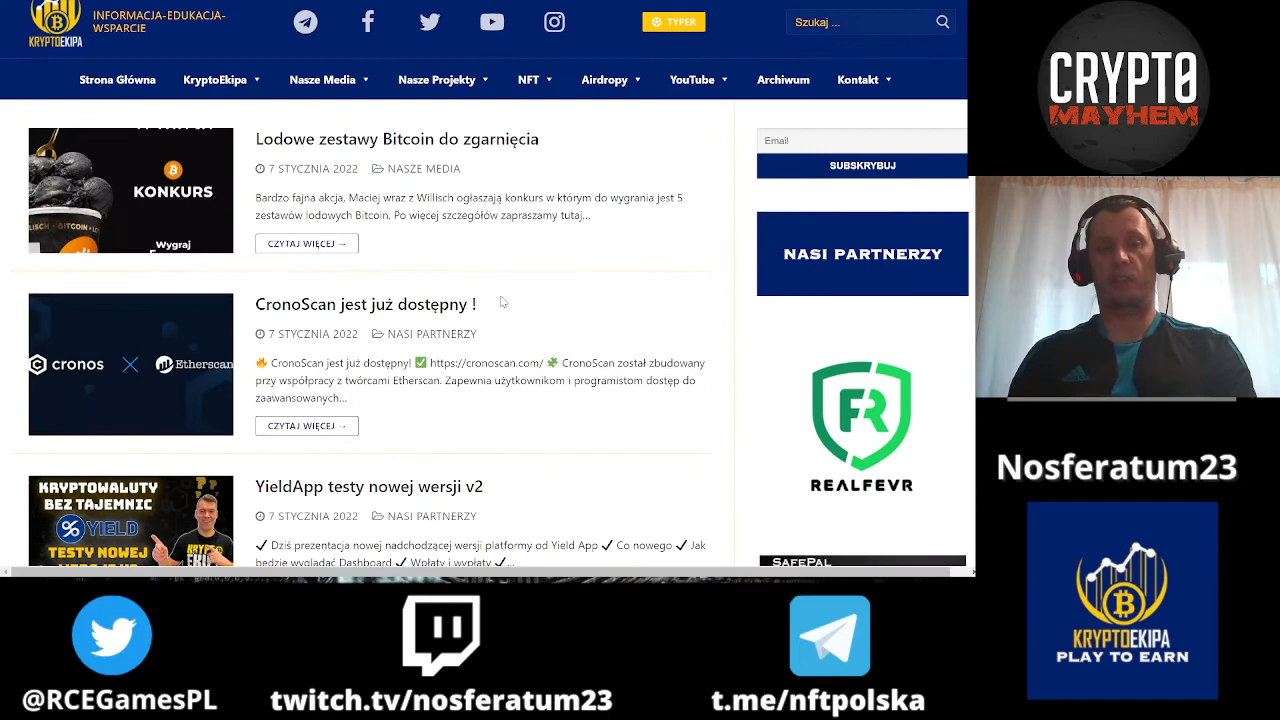 KRYPTOEKIPA
INFORMACJA-EDUKACJA-
WSPARCIE
TYPER
Szukaj ...
Strona Główna
KryptoEkipa
Nasze Media
Nasze Projekty
NFT
Airdropy
YouTube
Archiwum
Kontakt
KONKURS
Wygraj
Lodowe zestawy Bitcoin do zgarnięcia
7 STYCZNIA 2022 NASZE MEDIA
Bardzo fajna akcja, Maciej wraz z Willisch ogłaszają konkurs w którym do wygrania jest 5
zestawów lodowych Bitcoin. Po więcej szczegółów zapraszamy tutaj...
CZYTAJ WIĘCEJ →
cronos
Etherscan
CronoScan jest już dostępny !
7 STYCZNIA 2022 NASI PARTNERZY
🔥 CronoScan jest już dostępny! ✅ https://cronoscan.com/ 🧩 CronoScan został zbudowany
przy współpracy z twórcami Etherscan. Zapewnia użytkownikom i programistom dostęp do
zaawansowanych...
CZYTAJ WIĘCEJ →
KRYPTOWALUTY
BEZ TAJEMNIC
YIELD
TESTY NOWEJ
YieldApp testy nowej wersji v2
7 STYCZNIA 2022 NASI PARTNERZY
✔ Dziś prezentacja nowej nadchodzącej wersji platformy od Yield App ✔ Co nowego ✔ Jak
będzie wyglądać Dashboard ✔ Wpłaty i wypłaty ✔...
Email
SUBSKRYBUJ
NASI PARTNERZY
FR
REALFEVR
SAFEPAL
CRYPTO
MAYHEM
adidas
Nosferatum23
KRYPTOEKIPA
PLAY TO EARN
@RCEGamesPL
twitch.tv/nosferatum23
t.me/nftpolska